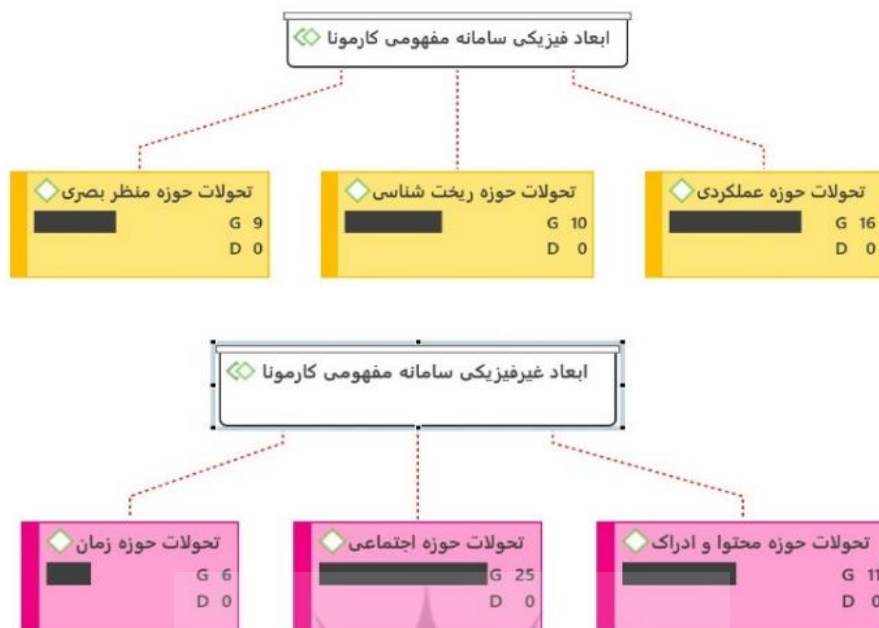 ابعاد فیزیکی سامانه مفهومی کارمونا
تحولات حوزه عملکردی
G 16
D 0
تحولات حوزه ریخت شناسی
G 10
D 0
تحولات حوزه منظر بصری
G 9
D 0
ابعاد غیرفیزیکی سامانه مفهومی کارمونا
تحولات حوزه محتوا و ادراک
G 11
D 0
تحولات حوزه اجتماعی
G 25
D 0
تحولات حوزه زمان
G 6
D 0